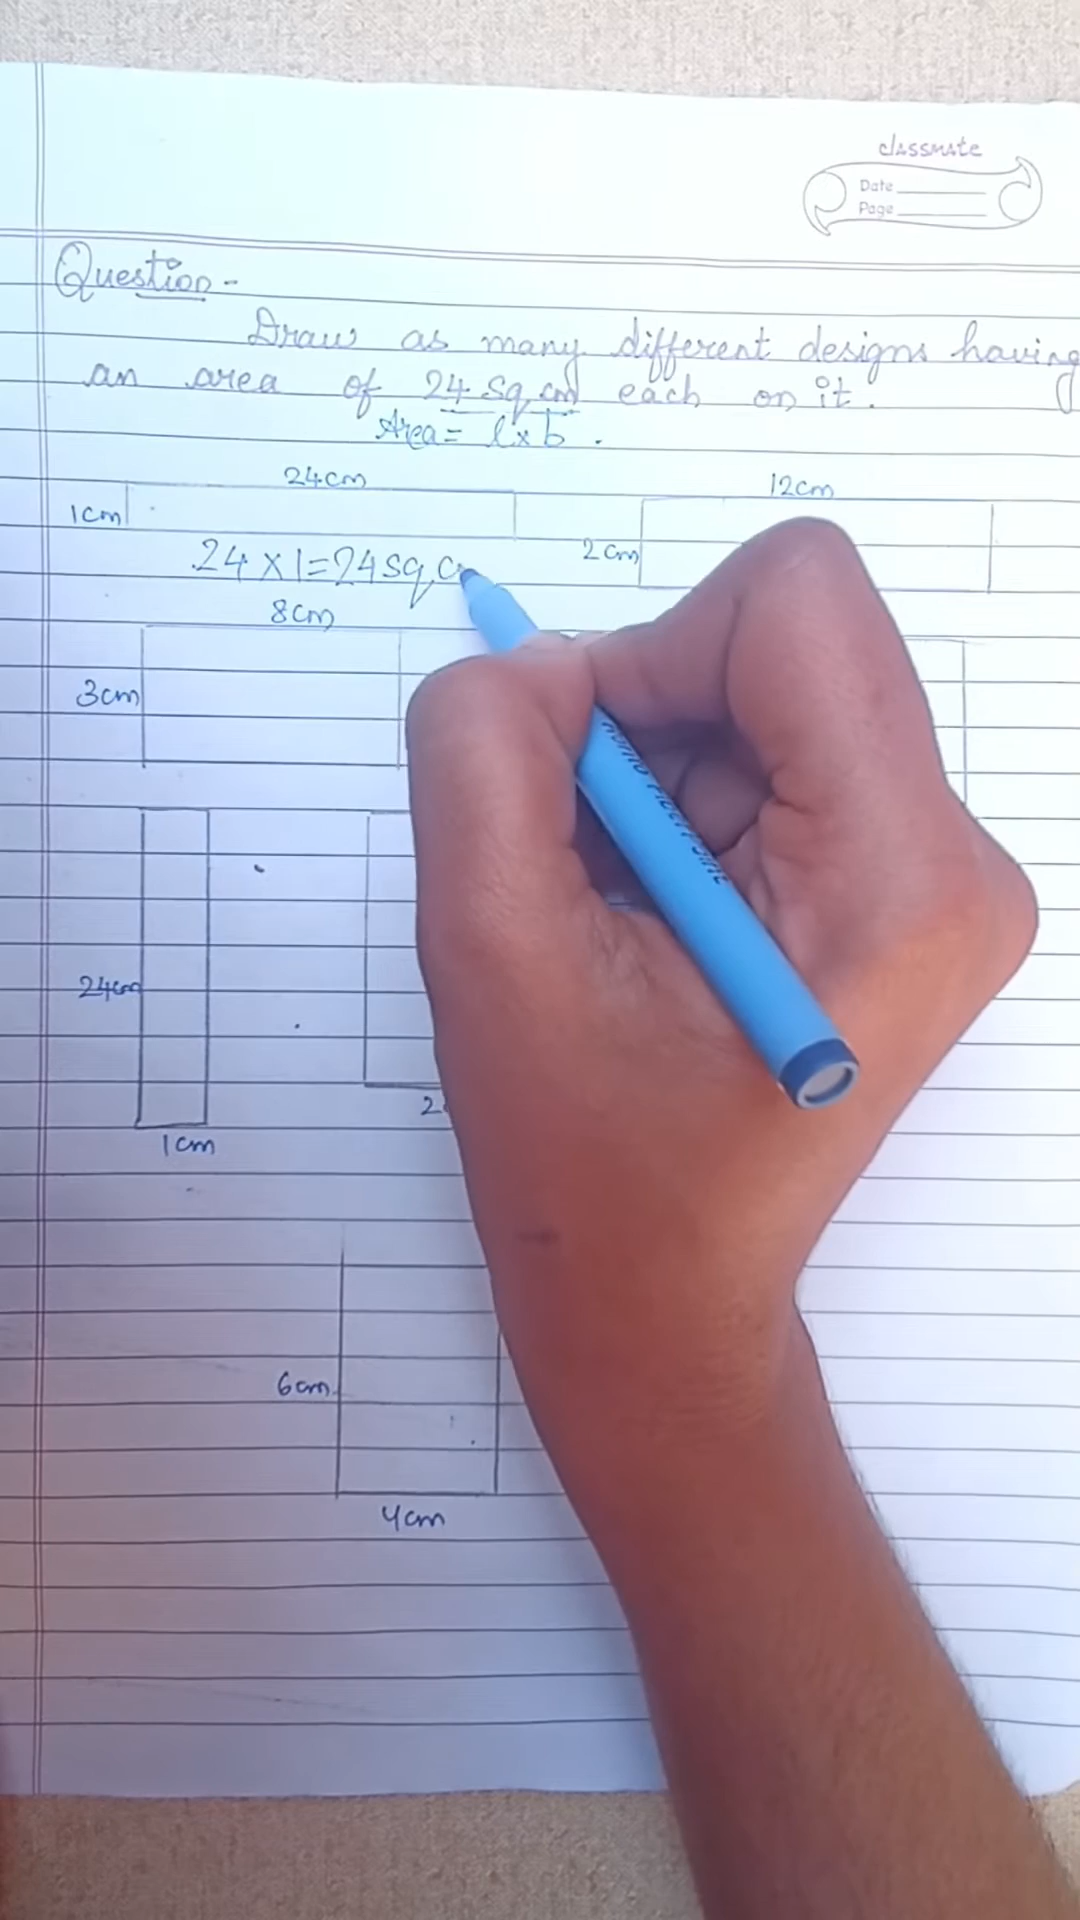 classmate
Date
Page
Question -
Draw as many different designs having
an area of 24 sq cm each on it.
Area = l x b .
24cm
12cm
1cm
2cm
24 x 1 = 24 sq c
8cm
3cm
24cm
2
1cm
6cm
4cm